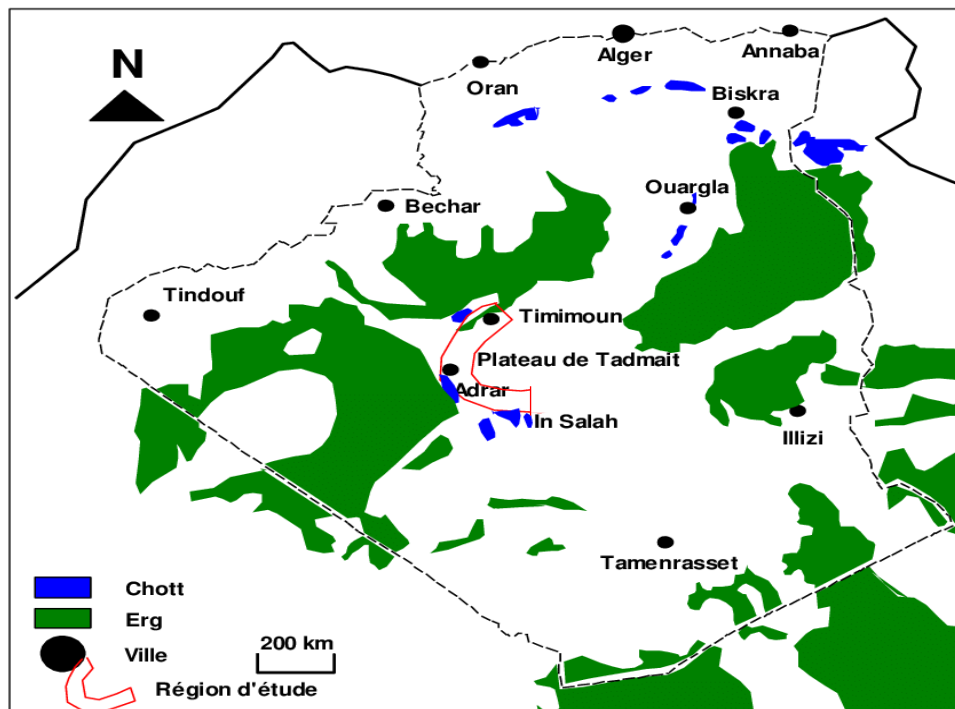 N
Alger
Annaba
Oran
Biskra
Ouargla
Bechar
Tindouf
Timimoun
Plateau de Tadmait
Adrar
In Salah
Illizi
Tamenrasset
Chott
Erg
Ville
200 km
Région d'étude